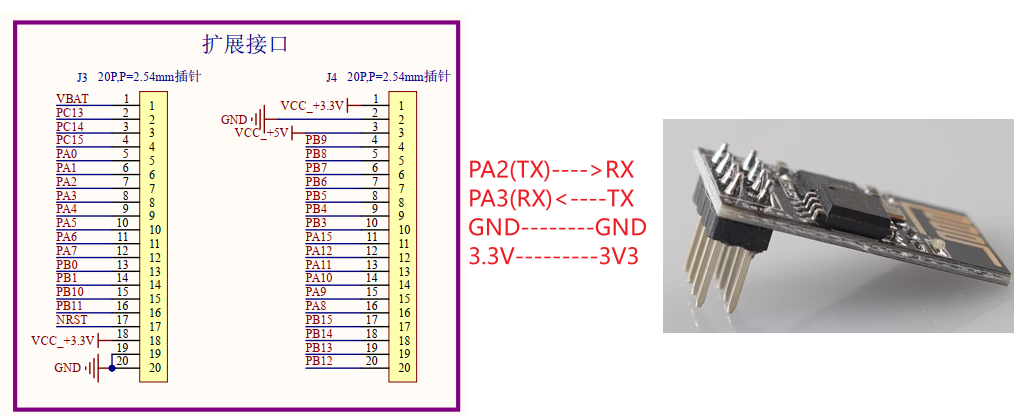 扩展接口
J3 20P,P=2.54mm插针
VBAT 1 1
PC13 2 2
PC14 3 3
PC15 4 4
PA0 5 5
PA1 6 6
PA2 7 7
PA3 8 8
PA4 9 9
PA5 10 10
PA6 11 11
PA7 12 12
PB0 13 13
PB1 14 14
PB10 15 15
PB11 16 16
NRST 17 17
VCC_+3.3V 18 18
19 19
GND 20 20
J4 20P,P=2.54mm插针
VCC_+3.3V 1 1
GND 2 2
VCC_+5V 3 3
PB9 4 4
PB8 5 5
PB7 6 6
PB6 7 7
PB5 8 8
PB4 9 9
PB3 10 10
PA15 11 11
PA12 12 12
PA11 13 13
PA10 14 14
PA9 15 15
PA8 16 16
PB15 17 17
PB14 18 18
PB13 19 19
PB12 20 20
PA2(TX)---->RX
PA3(RX)<----TX
GND--------GND
3.3V---------3V3